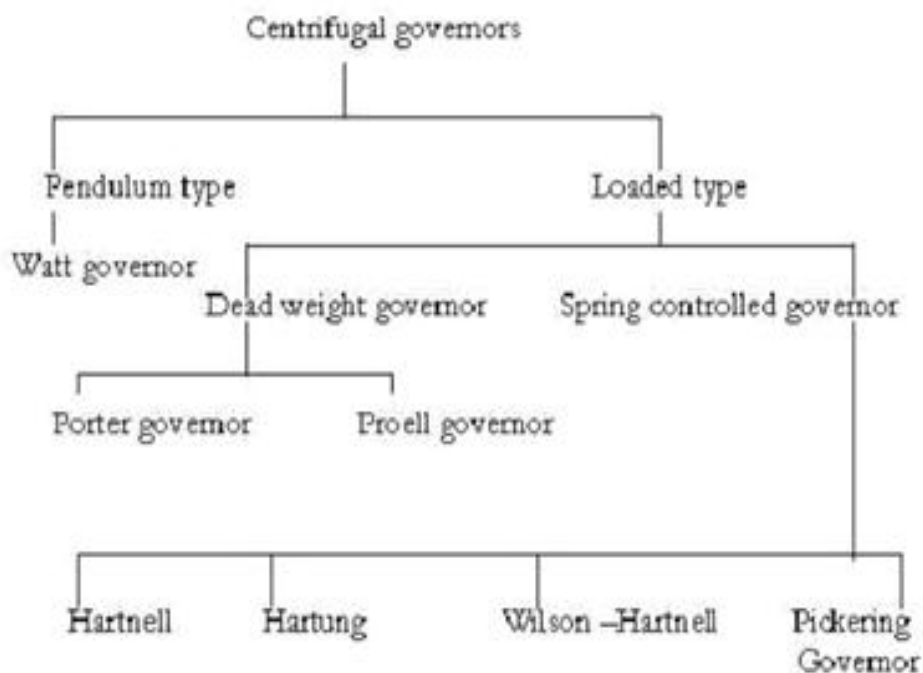 Centrifugal governors
Pendulum type
Loaded type
Watt governor
Dead weight governor
Spring controlled governor
Porter governor
Proell governor
Hartnell
Hartung
Wilson –Hartnell
Pickering
Governor